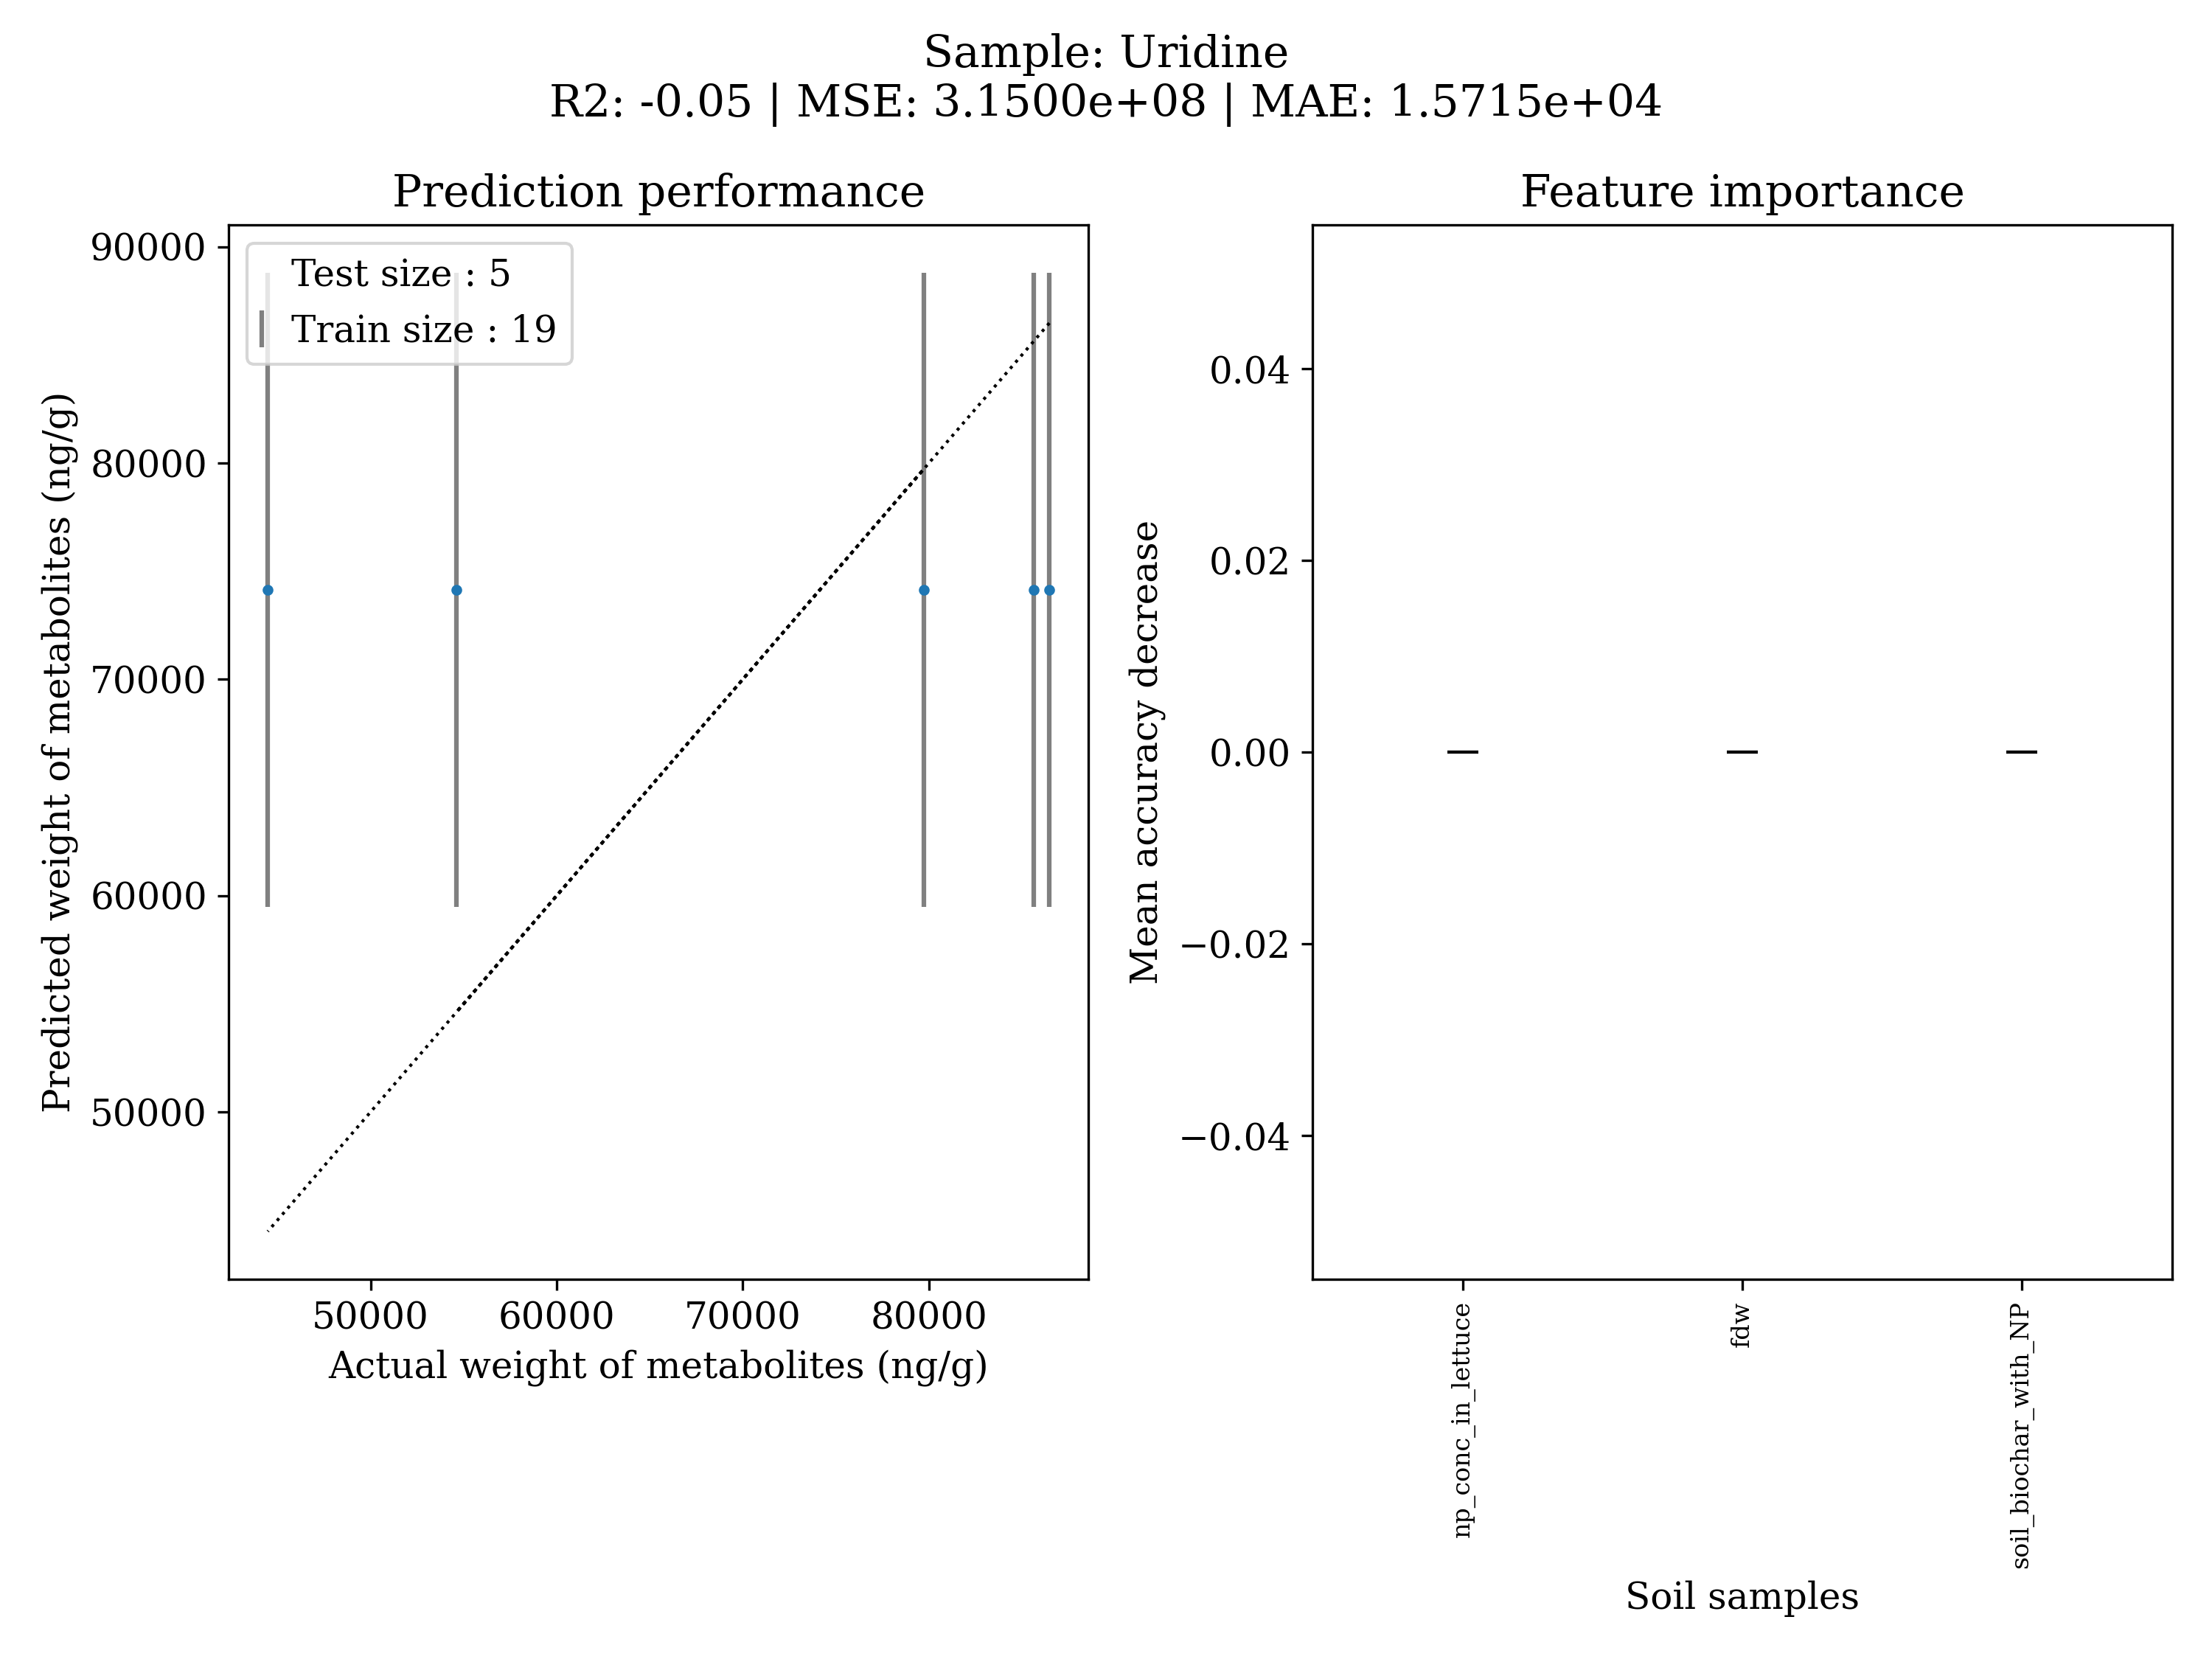 Sample: Uridine
R2: -0.05 | MSE: 3.1500e+08 | MAE: 1.5715e+04
Prediction performance
90000
80000
70000
60000
50000
Predicted weight of metabolites (ng/g)
Test size : 5
Train size : 19
50000 60000 70000 80000
Actual weight of metabolites (ng/g)
Feature importance
0.04
0.02
0.00
−0.02
−0.04
Mean accuracy decrease
np_conc_in_lettuce
fdw
soil_biochar_with_NP
Soil samples